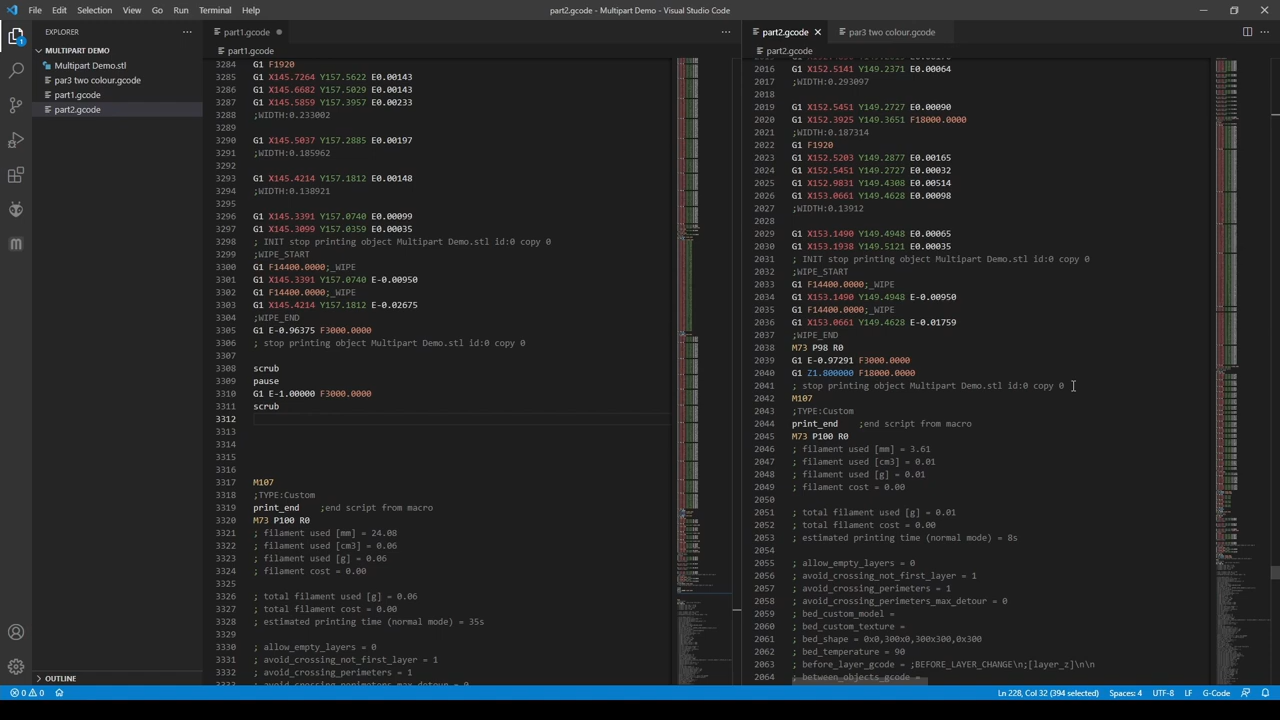 File Edit Selection View Go Run Terminal Help
part2.gcode - Multipart Demo - Visual Studio Code
EXPLORER
MULTIPART DEMO
Multipart Demo.stl
par3 two colour.gcode
part1.gcode
part2.gcode
OUTLINE
part1.gcode
part1.gcode
3284 G1 F1920
3285 G1 X145.7264 Y157.5622 E0.00143
3286 G1 X145.6682 Y157.5029 E0.00143
3287 G1 X145.5859 Y157.3957 E0.00233
3288 ;WIDTH:0.233002
3289
3290 G1 X145.5037 Y157.2885 E0.00197
3291 ;WIDTH:0.185962
3292
3293 G1 X145.4214 Y157.1812 E0.00148
3294 ;WIDTH:0.138921
3295
3296 G1 X145.3391 Y157.0740 E0.00099
3297 G1 X145.3099 Y157.0359 E0.00035
3298 ; INIT stop printing object Multipart Demo.stl id:0 copy 0
3299 ;WIPE_START
3300 G1 F14400.0000;_WIPE
3301 G1 X145.3391 Y157.0740 E-0.00950
3302 G1 F14400.0000;_WIPE
3303 G1 X145.4214 Y157.1812 E-0.02675
3304 ;WIPE_END
3305 G1 E-0.96375 F3000.0000
3306 ; stop printing object Multipart Demo.stl id:0 copy 0
3307
3308 scrub
3309 pause
3310 G1 E-1.00000 F3000.0000
3311 scrub
3312
3313
3314
3315
3316
3317 M107
3318 ;TYPE:Custom
3319 print_end ;end script from macro
3320 M73 P100 R0
3321 ; filament used [mm] = 24.08
3322 ; filament used [cm3] = 0.06
3323 ; filament used [g] = 0.06
3324 ; filament cost = 0.00
3325
3326 ; total filament used [g] = 0.06
3327 ; total filament cost = 0.00
3328 ; estimated printing time (normal mode) = 35s
3329
3330 ; allow_empty_layers = 0
3331 ; avoid_crossing_not_first_layer = 1
3332 ; avoid_crossing_perimeters = 1
3333 ; avoid_crossing_perimeters_max_detour = 0
part2.gcode par3 two colour.gcode
part2.gcode
2016 G1 X152.5141 Y149.2371 E0.00064
2017 ;WIDTH:0.293097
2018
2019 G1 X152.5451 Y149.2727 E0.00090
2020 G1 X152.3925 Y149.3651 F18000.0000
2021 ;WIDTH:0.187314
2022 G1 F1920
2023 G1 X152.5203 Y149.2877 E0.00165
2024 G1 X152.5451 Y149.2727 E0.00032
2025 G1 X152.9831 Y149.4308 E0.00514
2026 G1 X153.0661 Y149.4628 E0.00098
2027 ;WIDTH:0.13912
2028
2029 G1 X153.1490 Y149.4948 E0.00065
2030 G1 X153.1938 Y149.5121 E0.00035
2031 ; INIT stop printing object Multipart Demo.stl id:0 copy 0
2032 ;WIPE_START
2033 G1 F14400.0000;_WIPE
2034 G1 X153.1490 Y149.4948 E-0.00950
2035 G1 F14400.0000;_WIPE
2036 G1 X153.0661 Y149.4628 E-0.01759
2037 ;WIPE_END
2038 M73 P98 R0
2039 G1 E-0.97291 F3000.0000
2040 G1 Z1.800000 F18000.0000
2041 ; stop printing object Multipart Demo.stl id:0 copy 0
2042 M107
2043 ;TYPE:Custom
2044 print_end ;end script from macro
2045 M73 P100 R0
2046 ; filament used [mm] = 3.61
2047 ; filament used [cm3] = 0.01
2048 ; filament used [g] = 0.01
2049 ; filament cost = 0.00
2050
2051 ; total filament used [g] = 0.01
2052 ; total filament cost = 0.00
2053 ; estimated printing time (normal mode) = 8s
2054
2055 ; allow_empty_layers = 0
2056 ; avoid_crossing_not_first_layer = 1
2057 ; avoid_crossing_perimeters = 1
2058 ; avoid_crossing_perimeters_max_detour = 0
2059 ; bed_custom_model =
2060 ; bed_custom_texture =
2061 ; bed_shape = 0x0,300x0,300x300,0x300
2062 ; bed_temperature = 90
2063 ; before_layer_gcode = ;BEFORE_LAYER_CHANGE\n;[layer_z]\n\n
2064 ; between_objects_gcode =
0 0
Ln 228, Col 32 (394 selected) Spaces: 4 UTF-8 LF G-Code